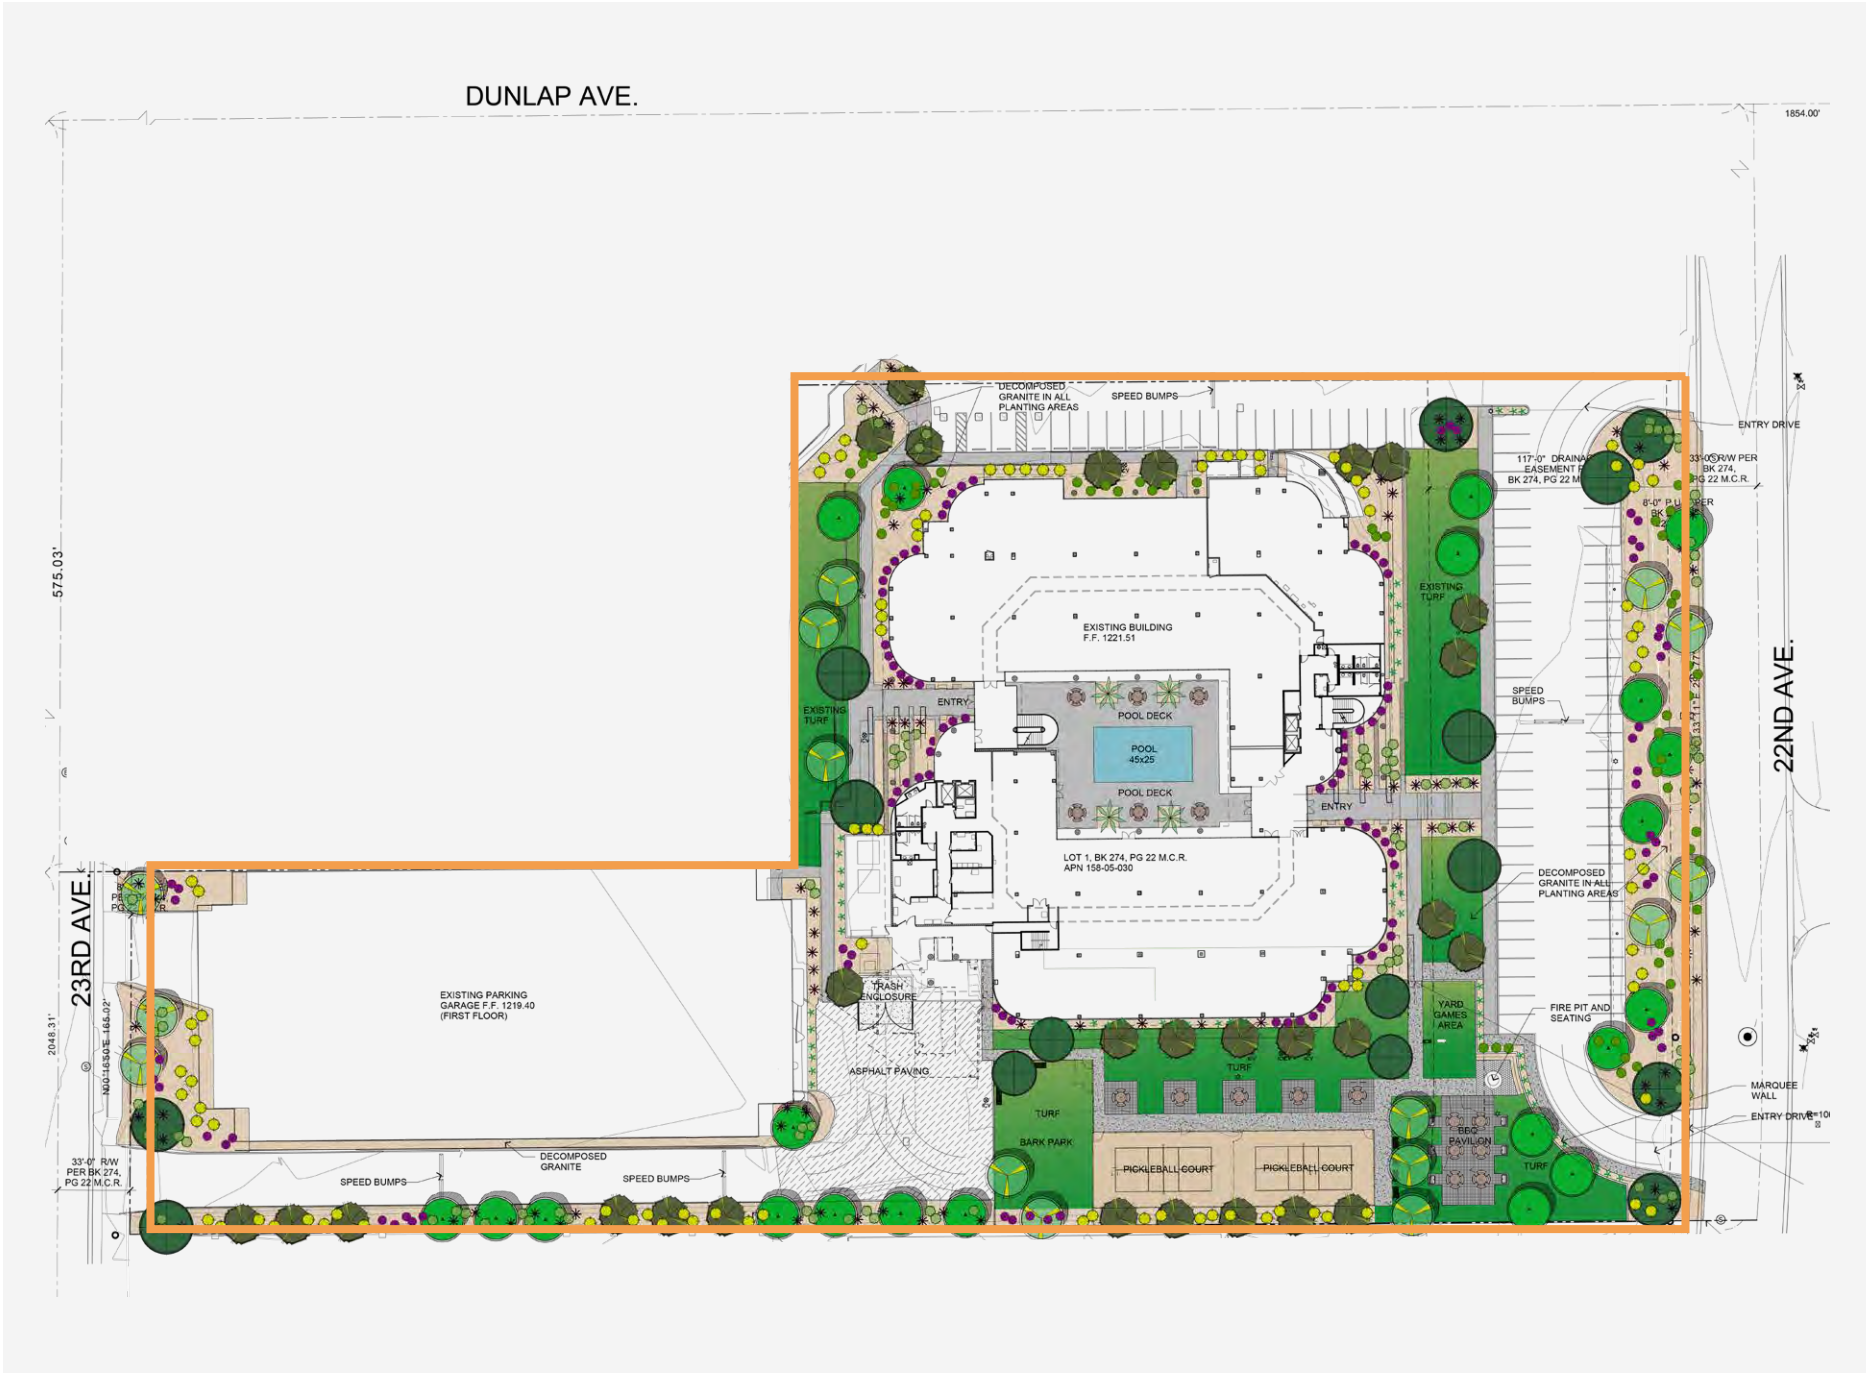 DUNLAP AVE.
1854.00'
575.03'
DECOMPOSED
GRANITE IN ALL
PLANTING AREAS
SPEED BUMPS
ENTRY DRIVE
117'-0" DRAINA
EASEMENT P
BK 274, PG 22 M
33'-0" R/W PER
BK 274,
PG 22 M.C.R.
EXISTING
TURF
EXISTING BUILDING
F.F. 1221.51
22ND AVE.
SPEED
BUMPS
ENTRY
EXISTING
TURF
POOL DECK
POOL
45x25
POOL DECK
ENTRY
LOT 1, BK 274, PG 22 M.C.R.
APN 158-05-030
DECOMPOSED
GRANITE IN ALL
PLANTING AREAS
23RD AVE.
2048.31'
EXISTING PARKING
GARAGE F.F. 1219.40
(FIRST FLOOR)
TRASH
ENCLOSURE
YARD
GAMES
AREA
FIRE PIT AND
SEATING
ASPHALT PAVING
TURF
MARQUEE
WALL
ENTRY DRIVE
TURF
BARK PARK
BBQ
PAVILION
TURF
PICKLEBALL COURT
PICKLEBALL COURT
DECOMPOSED
GRANITE
33'-0" R/W
PER BK 274,
PG 22 M.C.R.
SPEED BUMPS
SPEED BUMPS